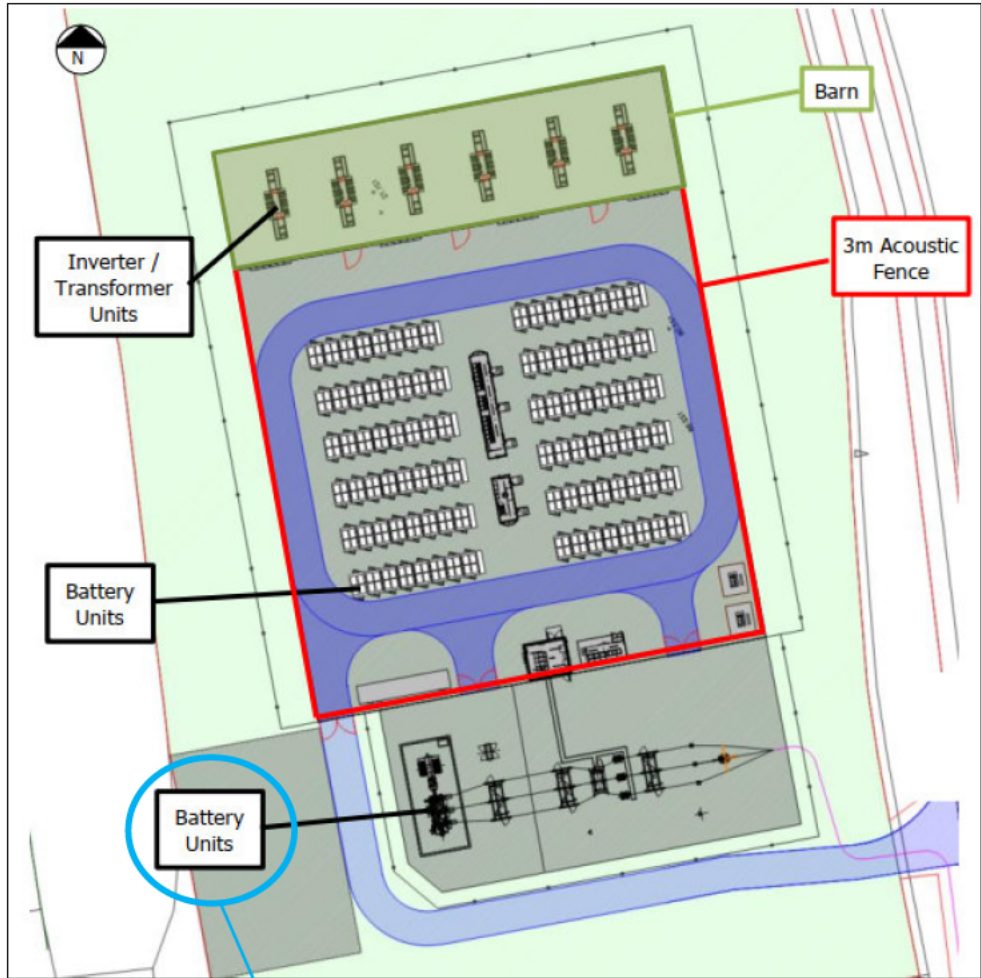 N
Barn
Inverter /
Transformer
Units
3m Acoustic
Fence
Battery
Units
Battery
Units